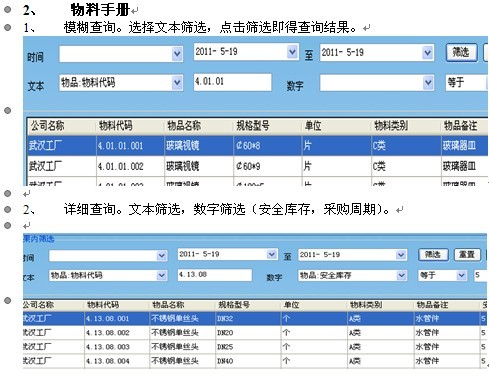 2、 物料手册
1、 模糊查询。选择文本筛选，点击筛选即得查询结果。
时间 2011- 5-19 至 2011- 5-19 筛选
文本 物品:物料代码 4.01.01 数字 等于
公司名称 物料代码 物品名称 规格型号 单位 物料类别 物品备注
武汉工厂 4.01.01.001 玻璃视镜 ¢60*8 片 C类 玻璃器皿
武汉工厂 4.01.01.002 玻璃视镜 ¢60*9 片 C类 玻璃器皿
2、 详细查询。文本筛选，数字筛选（安全库存，采购周期）。
果内筛选
时间 2011- 5-19 至 2011- 5-19 筛选 重置
文本 物品:物料代码 4.13.08 数字 物品:安全库存 等于 5
公司名称 物料代码 物品名称 规格型号 单位 物料类别 物品备注
武汉工厂 4.13.08.001 不锈钢单丝头 DN32 个 A类 水管件 5
武汉工厂 4.13.08.002 不锈钢单丝头 DN20 个 A类 水管件 5
武汉工厂 4.13.08.003 不锈钢单丝头 DN25 个 A类 水管件 5
武汉工厂 4.13.08.004 不锈钢单丝头 DN40 个 A类 水管件 5